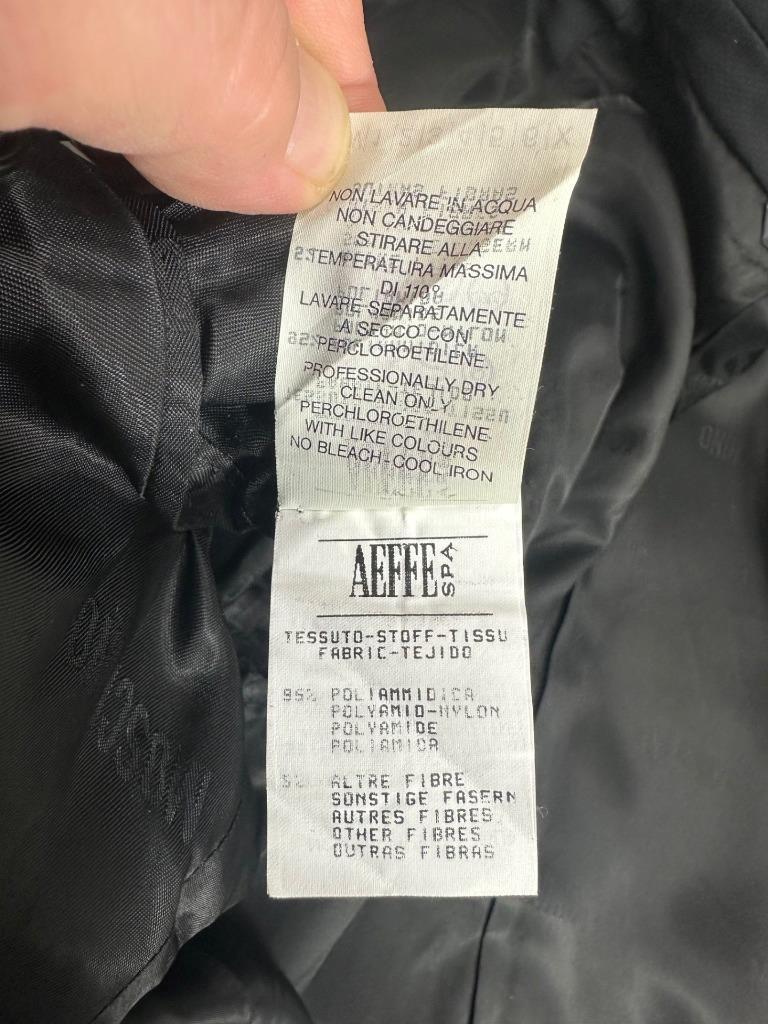 NON LAVARE IN ACQUA
NON CANDEGGIARE
STIRARE ALLA
TEMPERATURA MASSIMA
DI 110°
LAVARE SEPARATAMENTE
A SECCO CON
PERCLOROETILENE.
PROFESSIONALLY DRY
CLEAN ONLY
PERCHLOROETHILENE
WITH LIKE COLOURS
NO BLEACH-COOL IRON
AEFFE SPA
TESSUTO-STOFF-TISSU
FABRIC-TEJIDO
95% POLIAMMIDICA
POLYAMID-NYLON
POLYAMIDE
POLIAMICA
5% ALTRE FIBRE
SONSTIGE FASERN
AUTRES FIBRES
OTHER FIBRES
OUTRAS FIBRAS